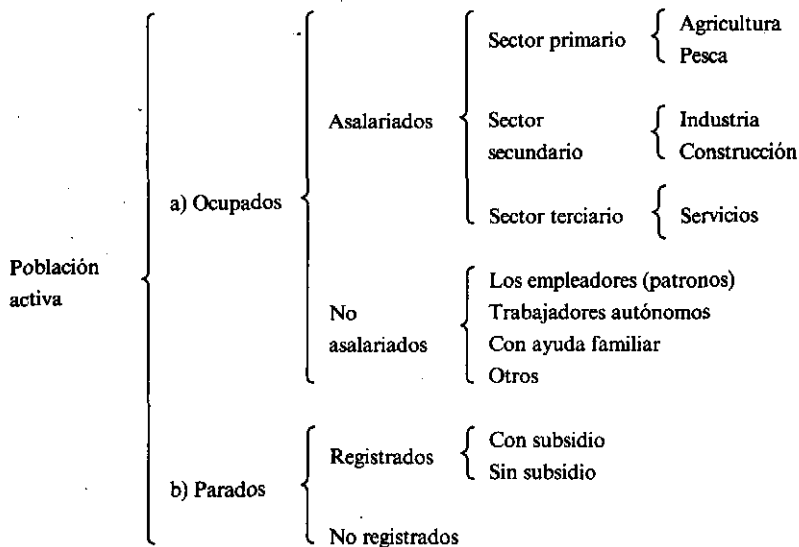 Población
activa
a) Ocupados
Asalariados
Sector primario
Agricultura
Pesca
Sector
secundario
Industria
Construcción
Sector terciario
Servicios
No
asalariados
Los empleadores (patronos)
Trabajadores autónomos
Con ayuda familiar
Otros
b) Parados
Registrados
Con subsidio
Sin subsidio
No registrados